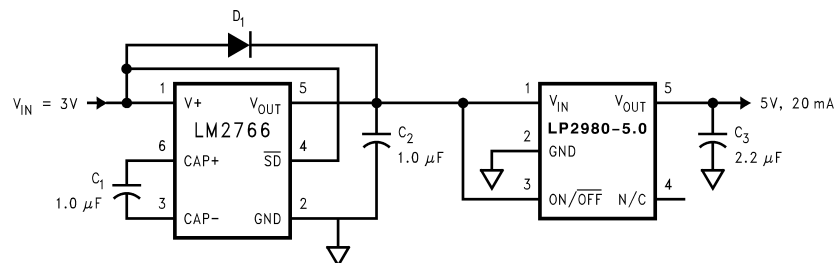 D1
VIN = 3V
1
V+
VOUT
5
LM2766
6
CAP+
SD
4
C1
1.0 μF
3
CAP-
GND
2
C2
1.0 μF
1
VIN
VOUT
5
5V, 20 mA
LP2980-5.0
2
GND
C3
2.2 μF
3
ON/OFF
N/C
4